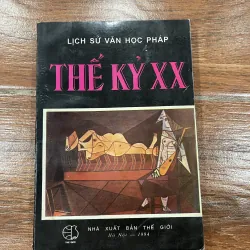 LỊCH SỬ VĂN HỌC PHÁP
THẾ KỶ XX
NHÀ XUẤT BẢN THẾ GIỚI
Hà Nội — 1994